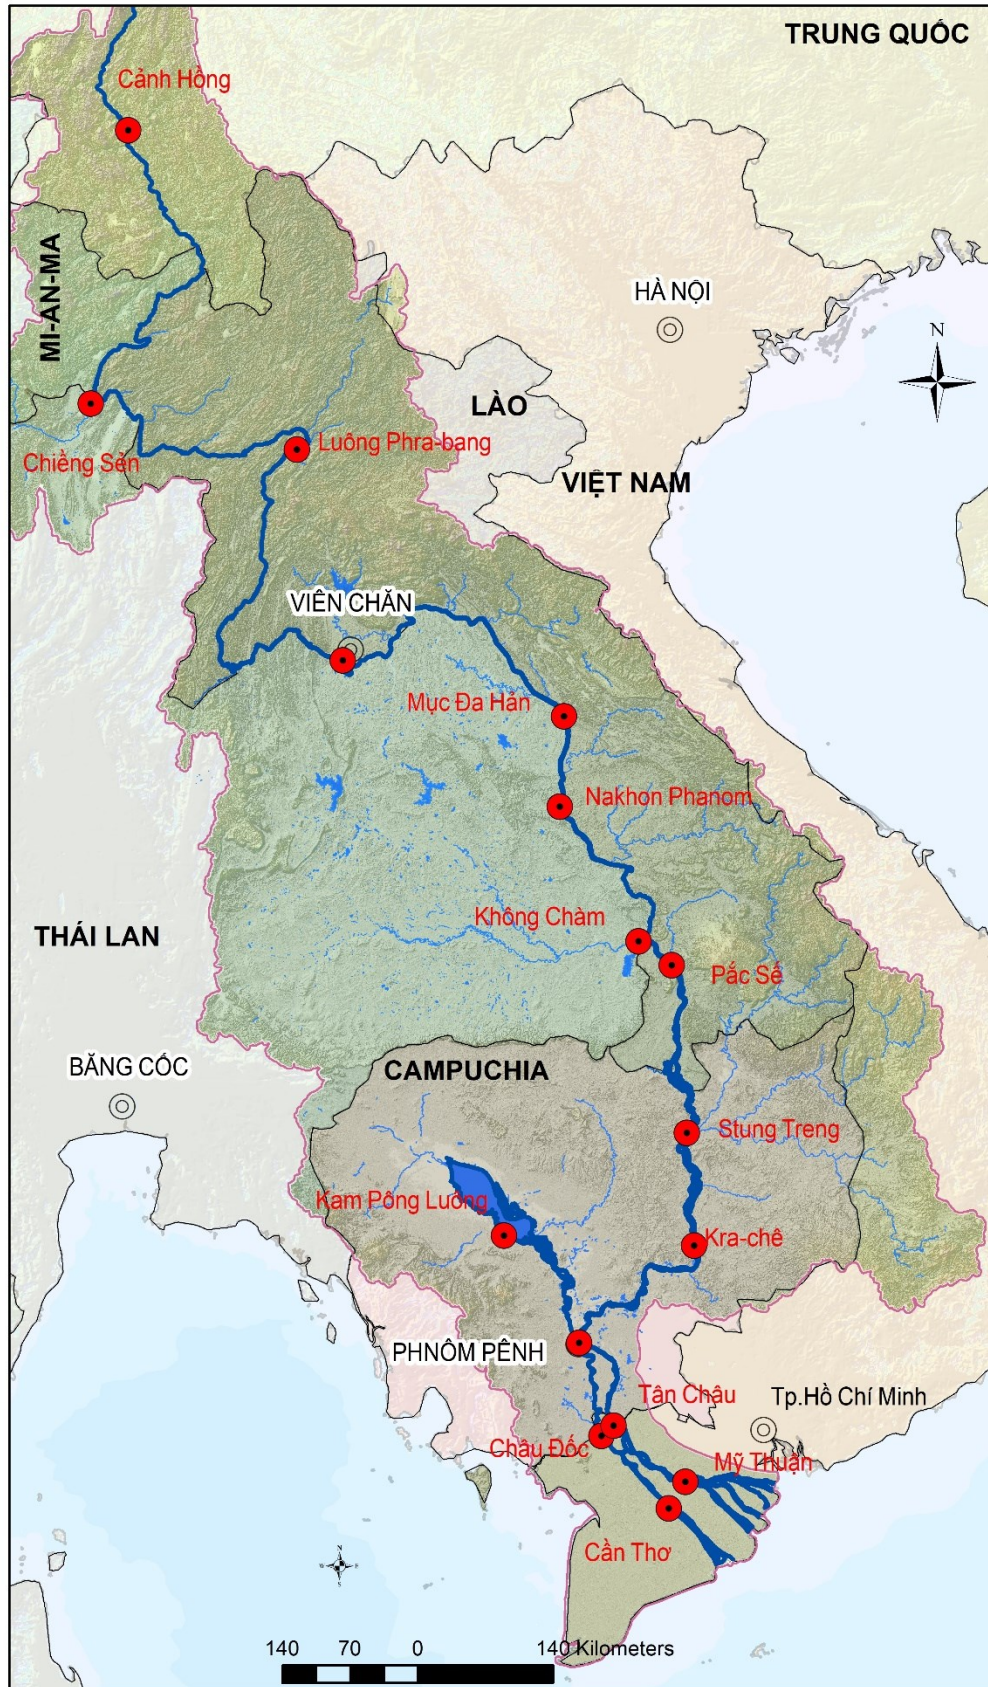 TRUNG QUỐC
Cảnh Hồng
MI-AN-MA
HÀ NỘI
N
LÀO
Chiềng Sẻn
Luông Phra-bang
VIỆT NAM
VIÊN CHĂN
Mục Đa Hản
Nakhon Phanom
Không Chàm
THÁI LAN
Pắc Sế
BĂNG CỐC
CAMPUCHIA
Stung Treng
Kam Pông Luông
Kra-chê
PHNÔM PÊNH
Tân Châu
Tp.Hồ Chí Minh
Châu Đốc
Mỹ Thuận
Cần Thơ
140 70 0 140 Kilometers